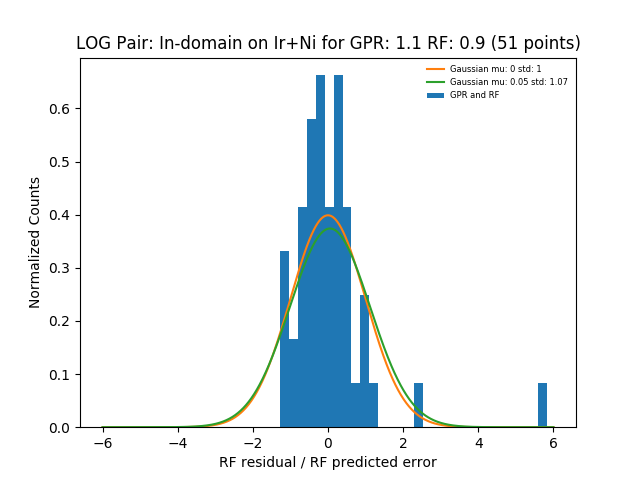 LOG Pair: In-domain on Ir+Ni for GPR: 1.1 RF: 0.9 (51 points)
Gaussian mu: 0 std: 1
Gaussian mu: 0.05 std: 1.07
GPR and RF
Normalized Counts
0.6
0.5
0.4
0.3
0.2
0.1
0.0
−6
−4
−2
0
2
4
6
RF residual / RF predicted error